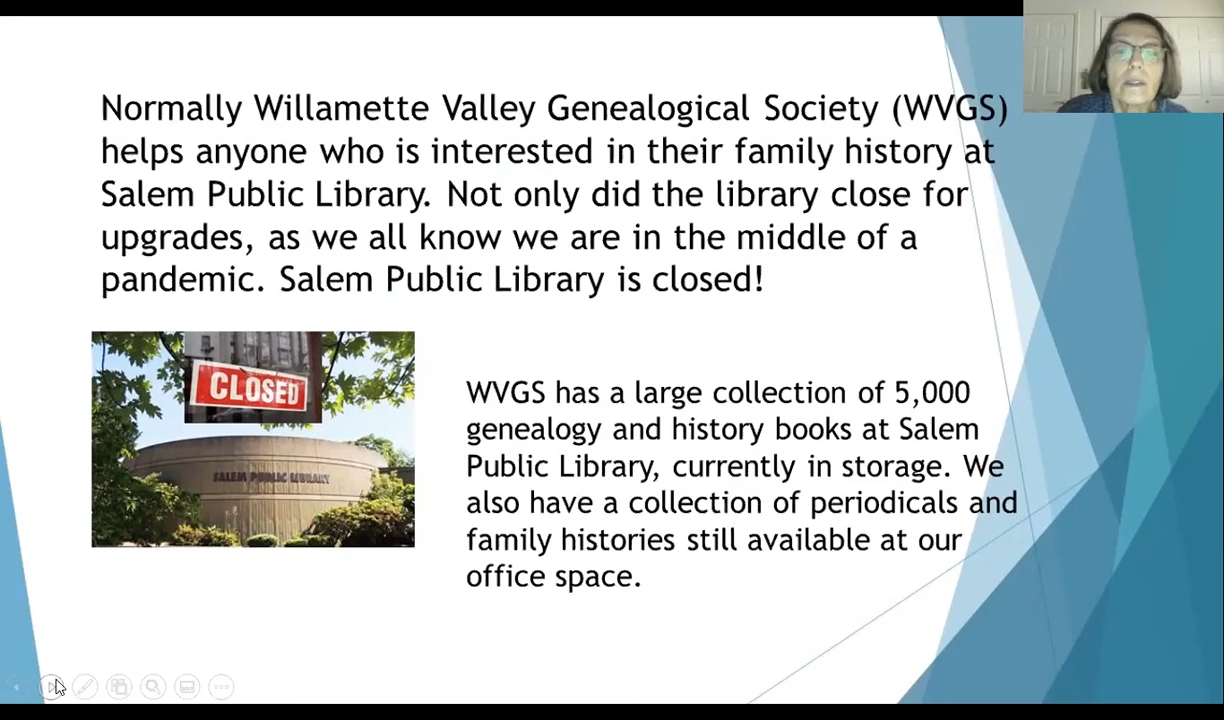 Normally Willamette Valley Genealogical Society (WVGS)
helps anyone who is interested in their family history at
Salem Public Library. Not only did the library close for
upgrades, as we all know we are in the middle of a
pandemic. Salem Public Library is closed!
CLOSED
SALEM PUBLIC LIBRARY
WVGS has a large collection of 5,000
genealogy and history books at Salem
Public Library, currently in storage. We
also have a collection of periodicals and
family histories still available at our
office space.